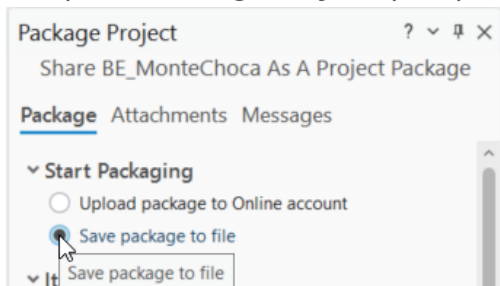 Package Project
Share BE_MonteChoca As A Project Package
Package Attachments Messages
Start Packaging
Upload package to Online account
Save package to file
Save package to file